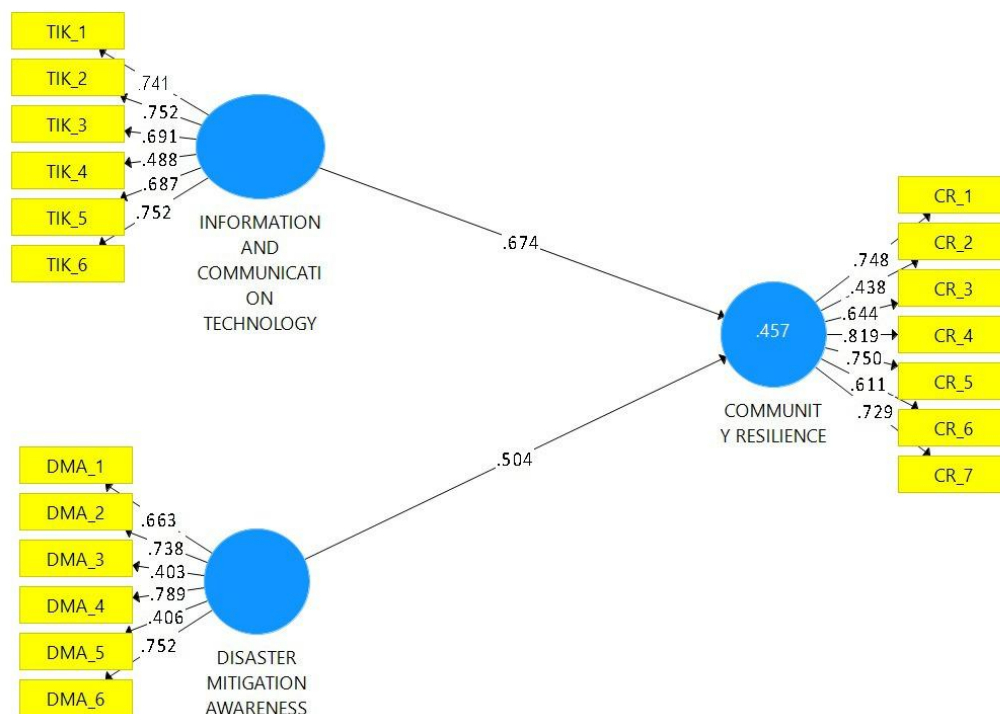 TIK_1
TIK_2
TIK_3
TIK_4
TIK_5
TIK_6
.741
.752
.691
.488
.687
.752
INFORMATION
AND
COMMUNICATI
ON
TECHNOLOGY
.674
DMA_1
DMA_2
DMA_3
DMA_4
DMA_5
DMA_6
.663
.738
.403
.789
.406
.752
DISASTER
MITIGATION
AWARENESS
.504
.457
COMMUNIT
Y RESILIENCE
.748
.438
.644
.819
.750
.611
.729
CR_1
CR_2
CR_3
CR_4
CR_5
CR_6
CR_7